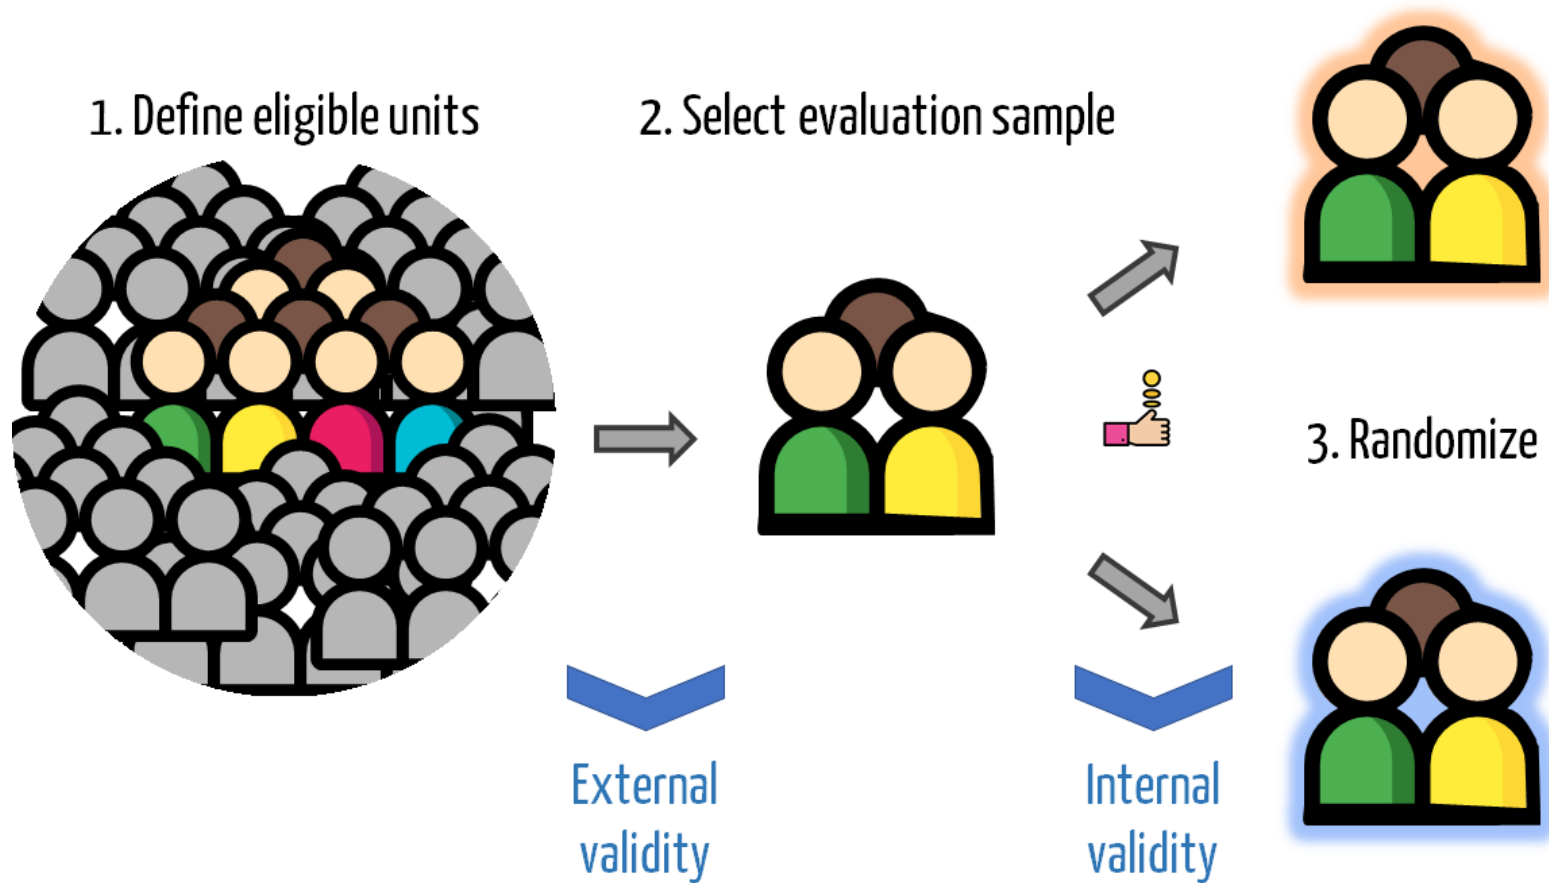 1. Define eligible units
2. Select evaluation sample
3. Randomize
External
validity
Internal
validity